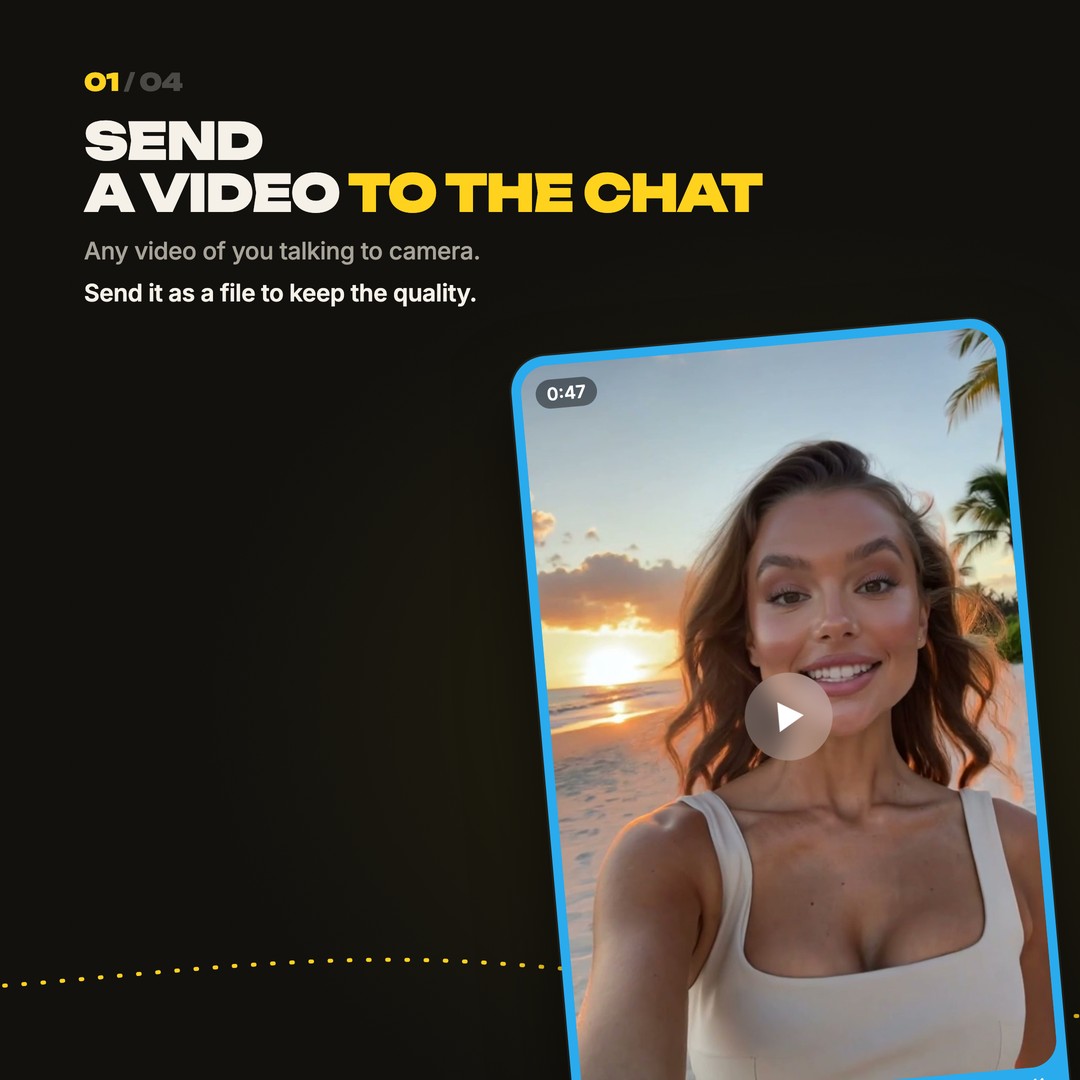 01 / 04
SEND
A VIDEO TO THE CHAT
Any video of you talking to camera.
Send it as a file to keep the quality.
0:47